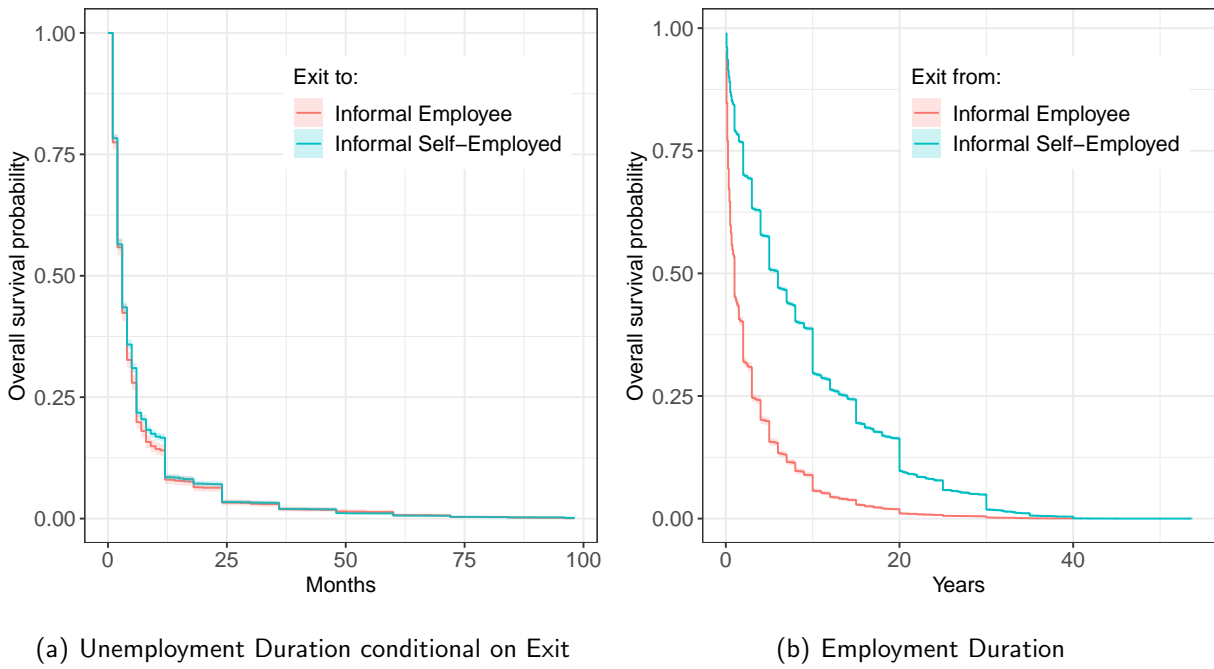 Overall survival probability
1.00
0.75
0.50
0.25
0.00
Exit to:
Informal Employee
Informal Self−Employed
0
25
50
75
100
Months
(a) Unemployment Duration conditional on Exit
Overall survival probability
1.00
0.75
0.50
0.25
0.00
Exit from:
Informal Employee
Informal Self−Employed
0
20
40
Years
(b) Employment Duration